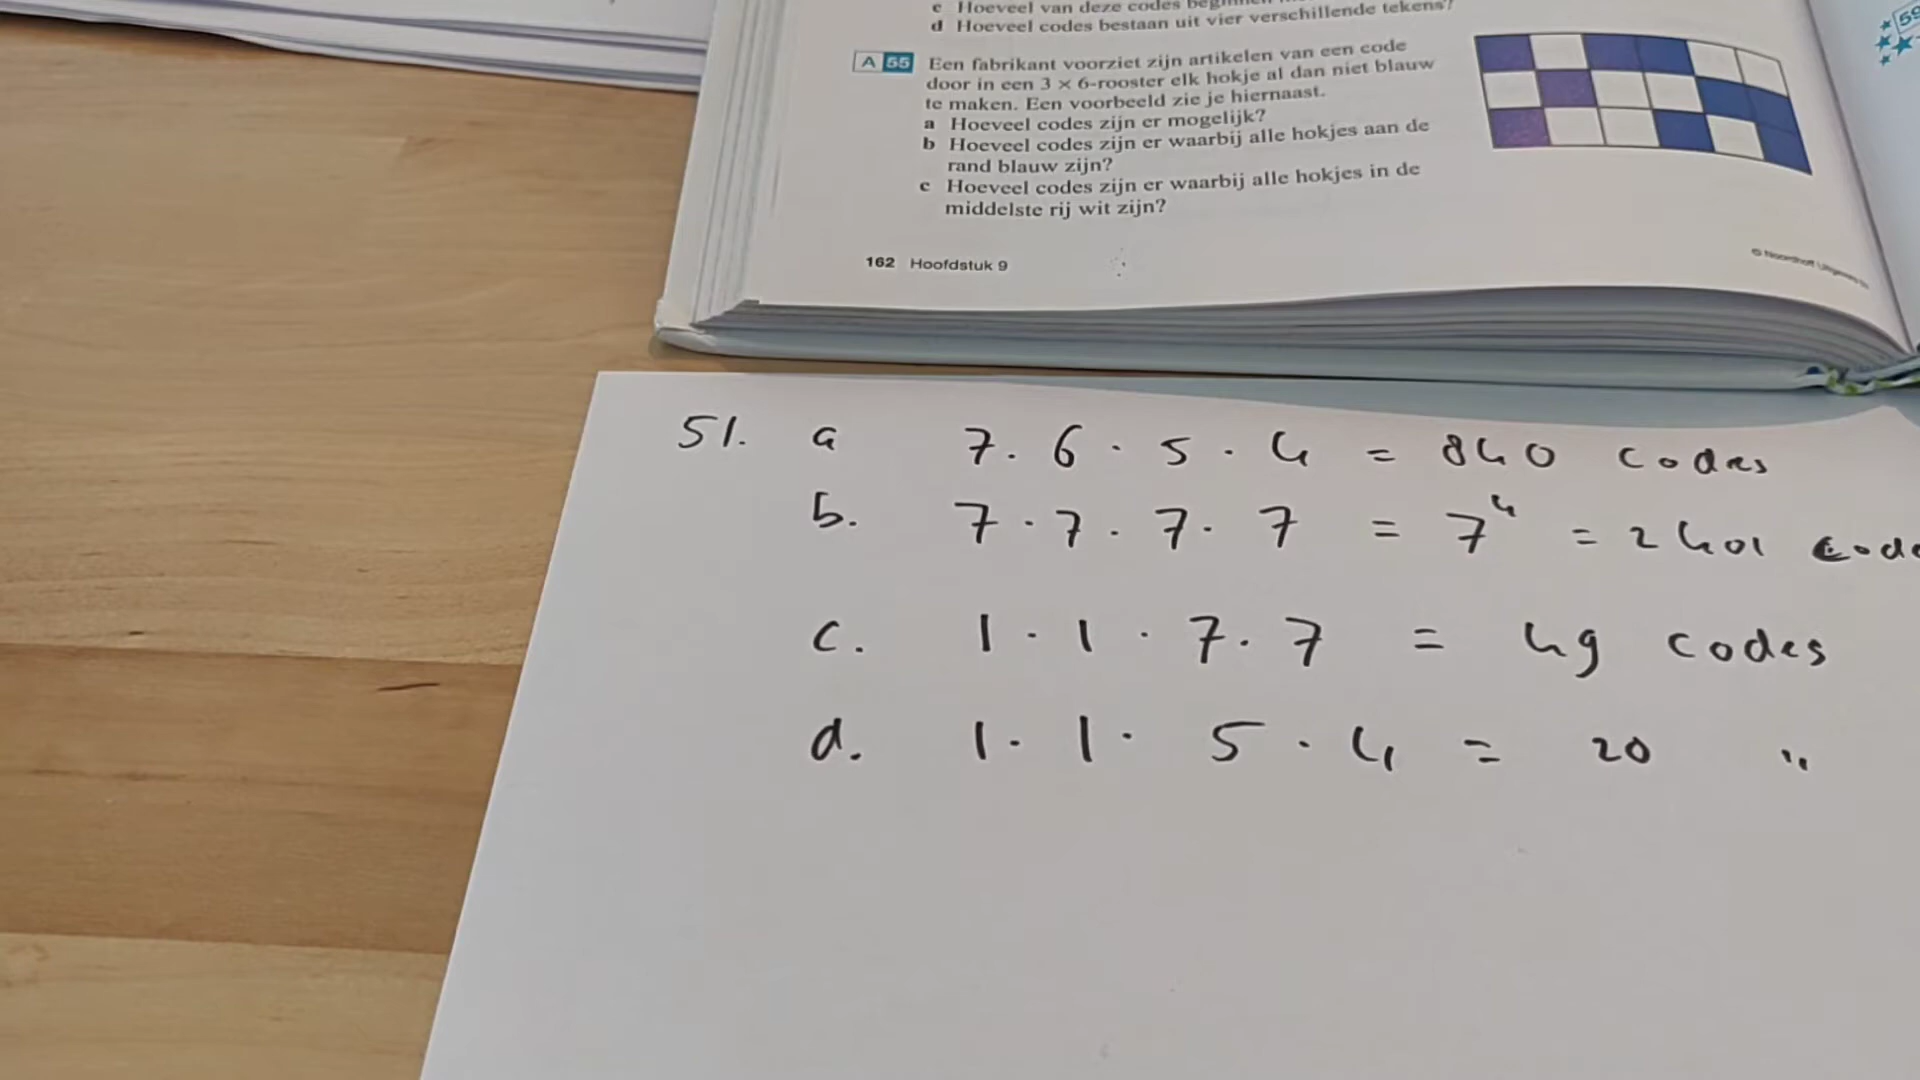 c Hoeveel van deze codes
d Hoeveel codes bestaan uit vier verschillende tekens?
A 55 Een fabrikant voorziet zijn artikelen van een code
door in een 3 × 6-rooster elk hokje al dan niet blauw
te maken. Een voorbeeld zie je hiernaast.
a Hoeveel codes zijn er mogelijk?
b Hoeveel codes zijn er waarbij alle hokjes aan de
rand blauw zijn?
c Hoeveel codes zijn er waarbij alle hokjes in de
middelste rij wit zijn?
162 Hoofdstuk 9
© Noordhoff
59
51. a 7 · 6 · 5 · 4 = 840 codes
b. 7 · 7 · 7 · 7 = 7⁴ = 2401 code
c. 1 · 1 · 7 · 7 = 49 codes
d. 1 · 1 · 5 · 4 = 20 "